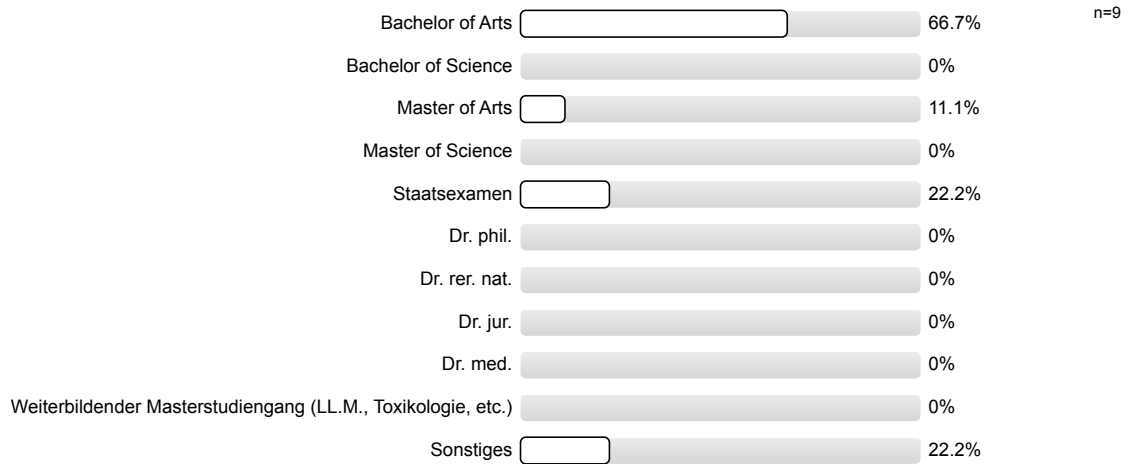 Bachelor of Arts 66.7% n=9
Bachelor of Science 0%
Master of Arts 11.1%
Master of Science 0%
Staatsexamen 22.2%
Dr. phil. 0%
Dr. rer. nat. 0%
Dr. jur. 0%
Dr. med. 0%
Weiterbildender Masterstudiengang (LL.M., Toxikologie, etc.) 0%
Sonstiges 22.2%